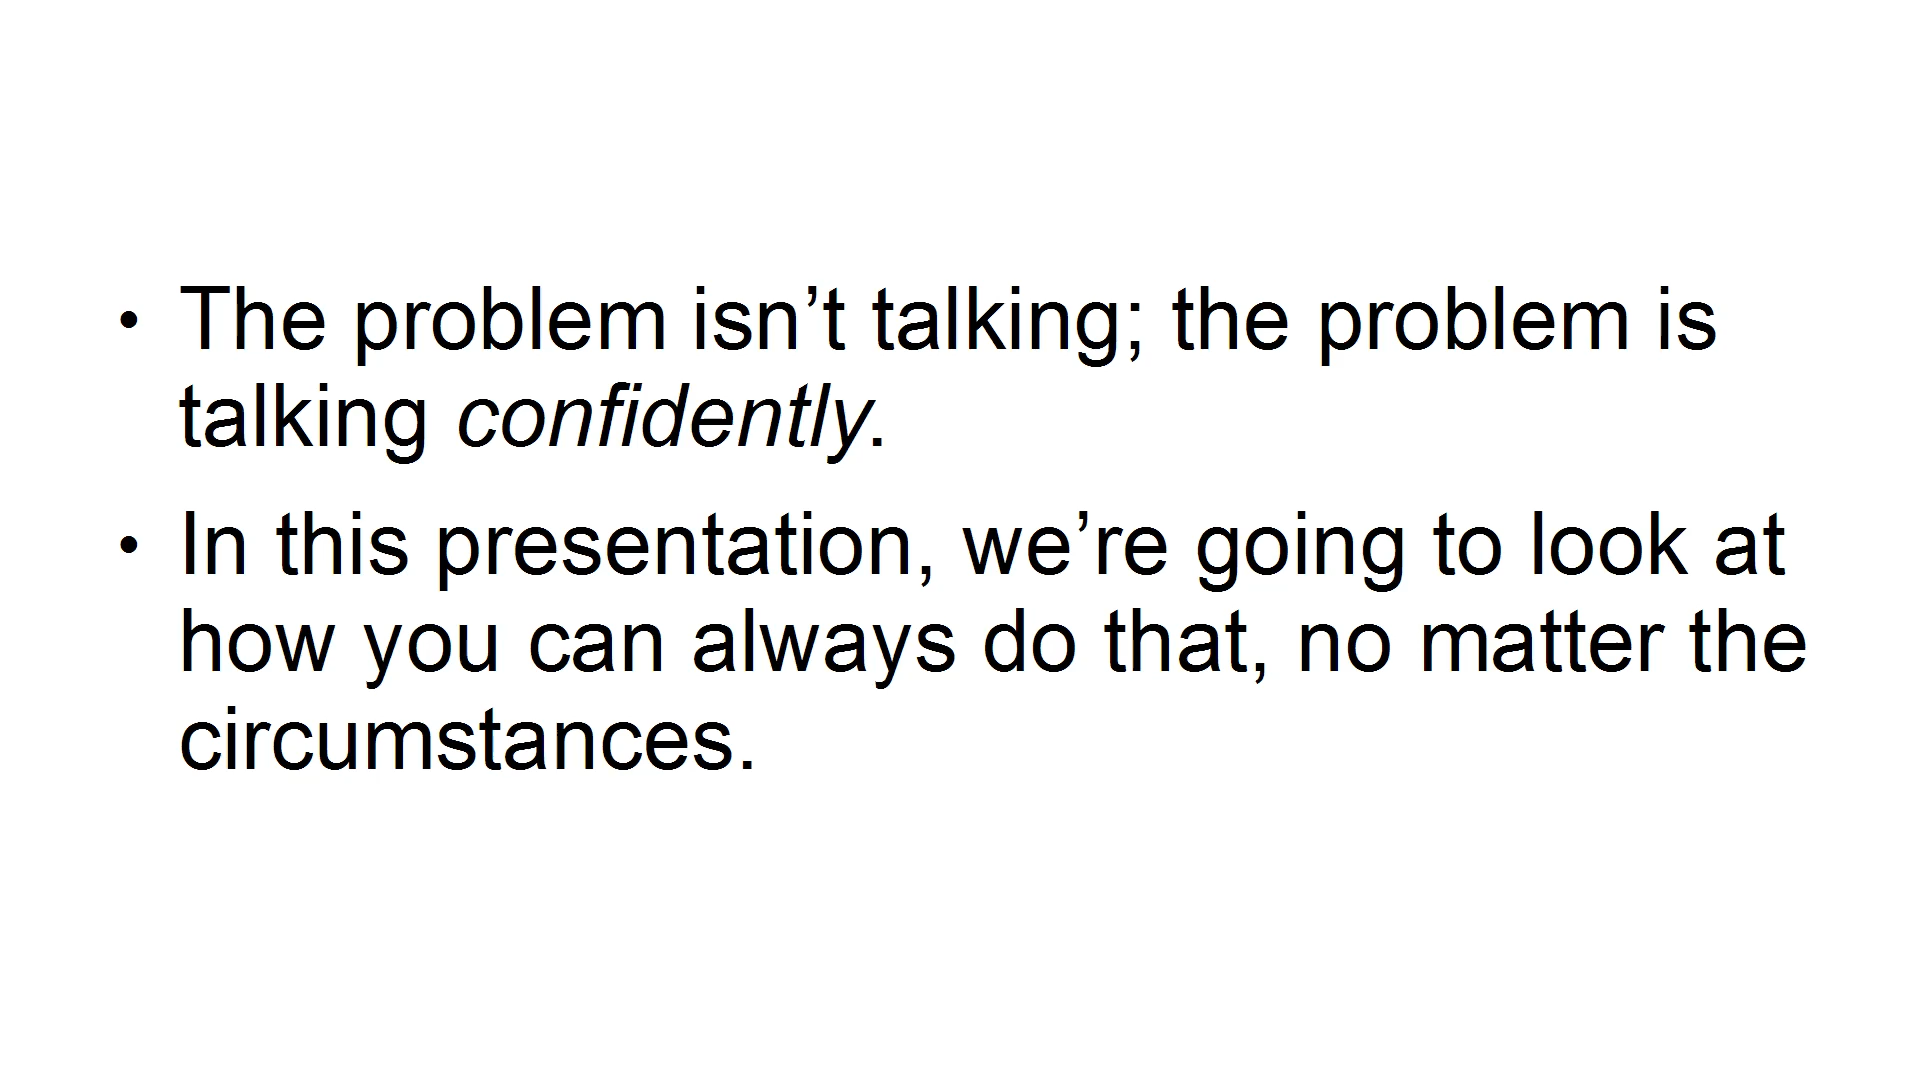 • The problem isn’t talking; the problem is
talking confidently.
• In this presentation, we’re going to look at
how you can always do that, no matter the
circumstances.